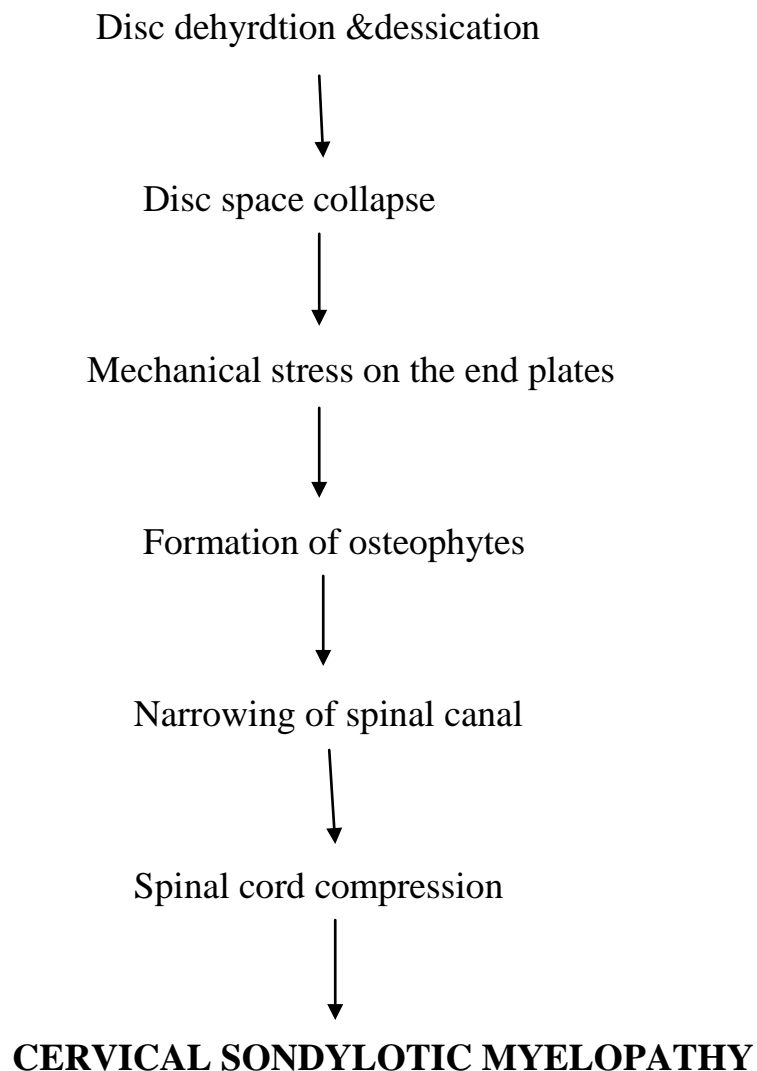 Disc dehyrdtion &dessication
Disc space collapse
Mechanical stress on the end plates
Formation of osteophytes
Narrowing of spinal canal
Spinal cord compression
CERVICAL SONDYLOTIC MYELOPATHY